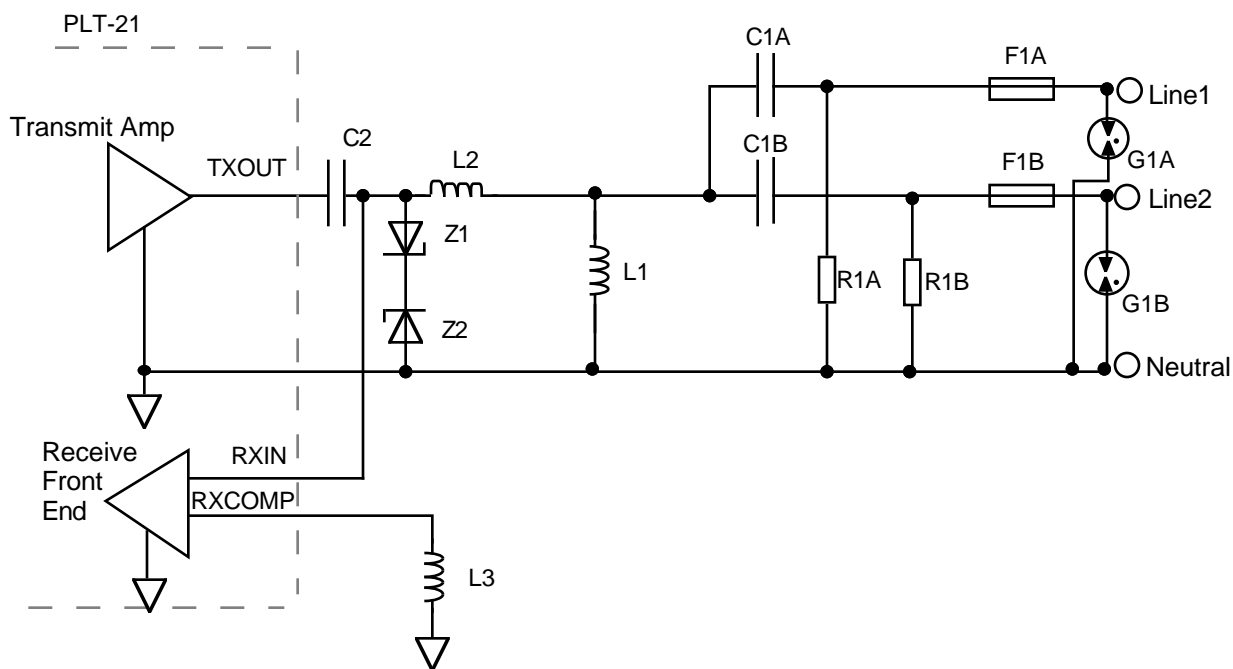 PLT-21
C1A
F1A
Line1
Transmit Amp
C2
C1B
G1A
TXOUT
L2
F1B
Line2
Z1
L1
R1A
R1B
G1B
Z2
Neutral
Receive
Front
End
RXIN
RXCOMP
L3